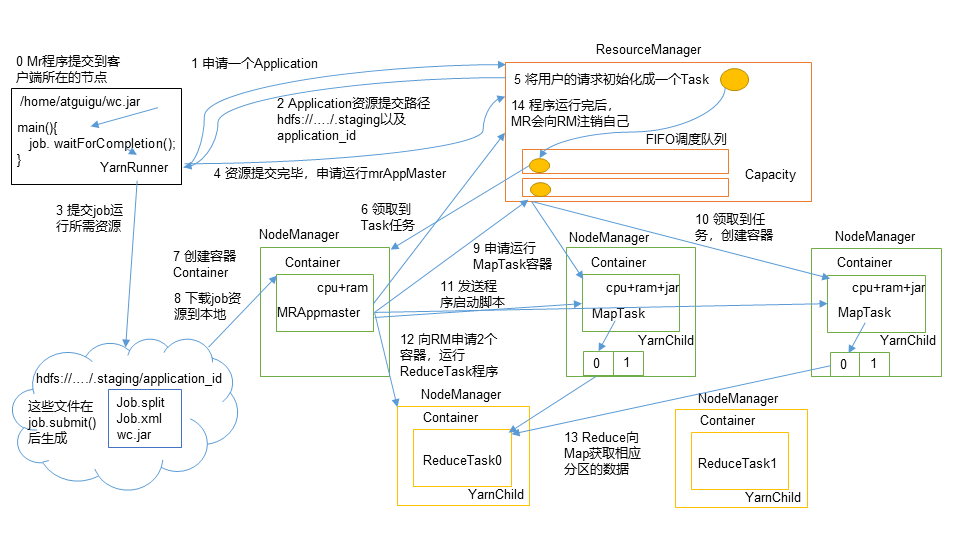 ResourceManager
0 Mr程序提交到客
户端所在的节点
1 申请一个Application
5 将用户的请求初始化成一个Task
/home/atguigu/wc.jar
main(){
job. waitForCompletion();
}
YarnRunner
2 Application资源提交路径
hdfs://…./.staging以及
application_id
14 程序运行完后，
MR会向RM注销自己
FIFO调度队列
Capacity
4 资源提交完毕，申请运行mrAppMaster
3 提交job运
行所需资源
6 领取到
Task任务
10 领取到任
务，创建容器
7 创建容器
Container
8 下载job资
源到本地
NodeManager
Container
cpu+ram
MRAppmaster
9 申请运行
MapTask容器
11 发送程
序启动脚本
NodeManager
Container
cpu+ram+jar
MapTask
YarnChild
0
1
NodeManager
Container
cpu+ram+jar
MapTask
YarnChild
0
1
12 向RM申请2个
容器，运行
ReduceTask程序
hdfs://…./.staging/application_id
这些文件在
job.submit()
后生成
Job.split
Job.xml
wc.jar
NodeManager
Container
ReduceTask0
YarnChild
13 Reduce向
Map获取相应
分区的数据
NodeManager
Container
ReduceTask1
YarnChild